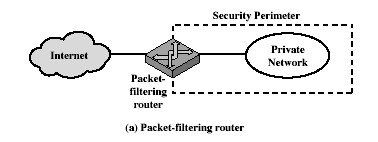 Security Perimeter
Internet
Private
Network
Packet-
filtering
router
(a) Packet-filtering router